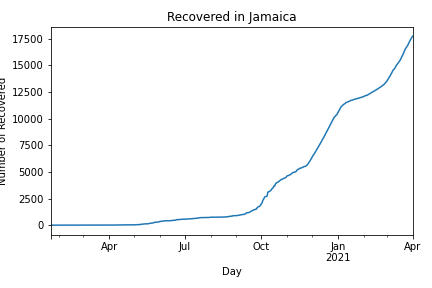 Recovered in Jamaica
Number of Recovered
17500
15000
12500
10000
7500
5000
2500
0
Apr
Jul
Oct
Jan
2021
Apr
Day